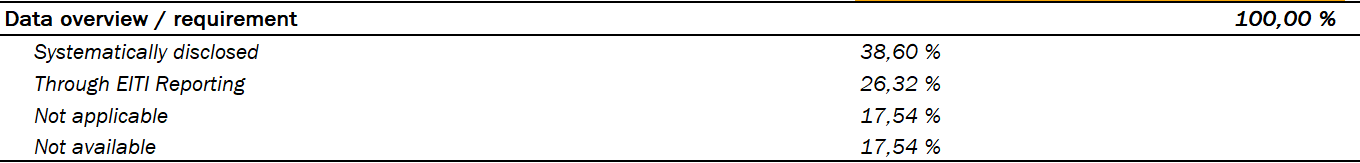 Data overview / requirement 100,00 %
Systematically disclosed 38,60 %
Through EITI Reporting 26,32 %
Not applicable 17,54 %
Not available 17,54 %